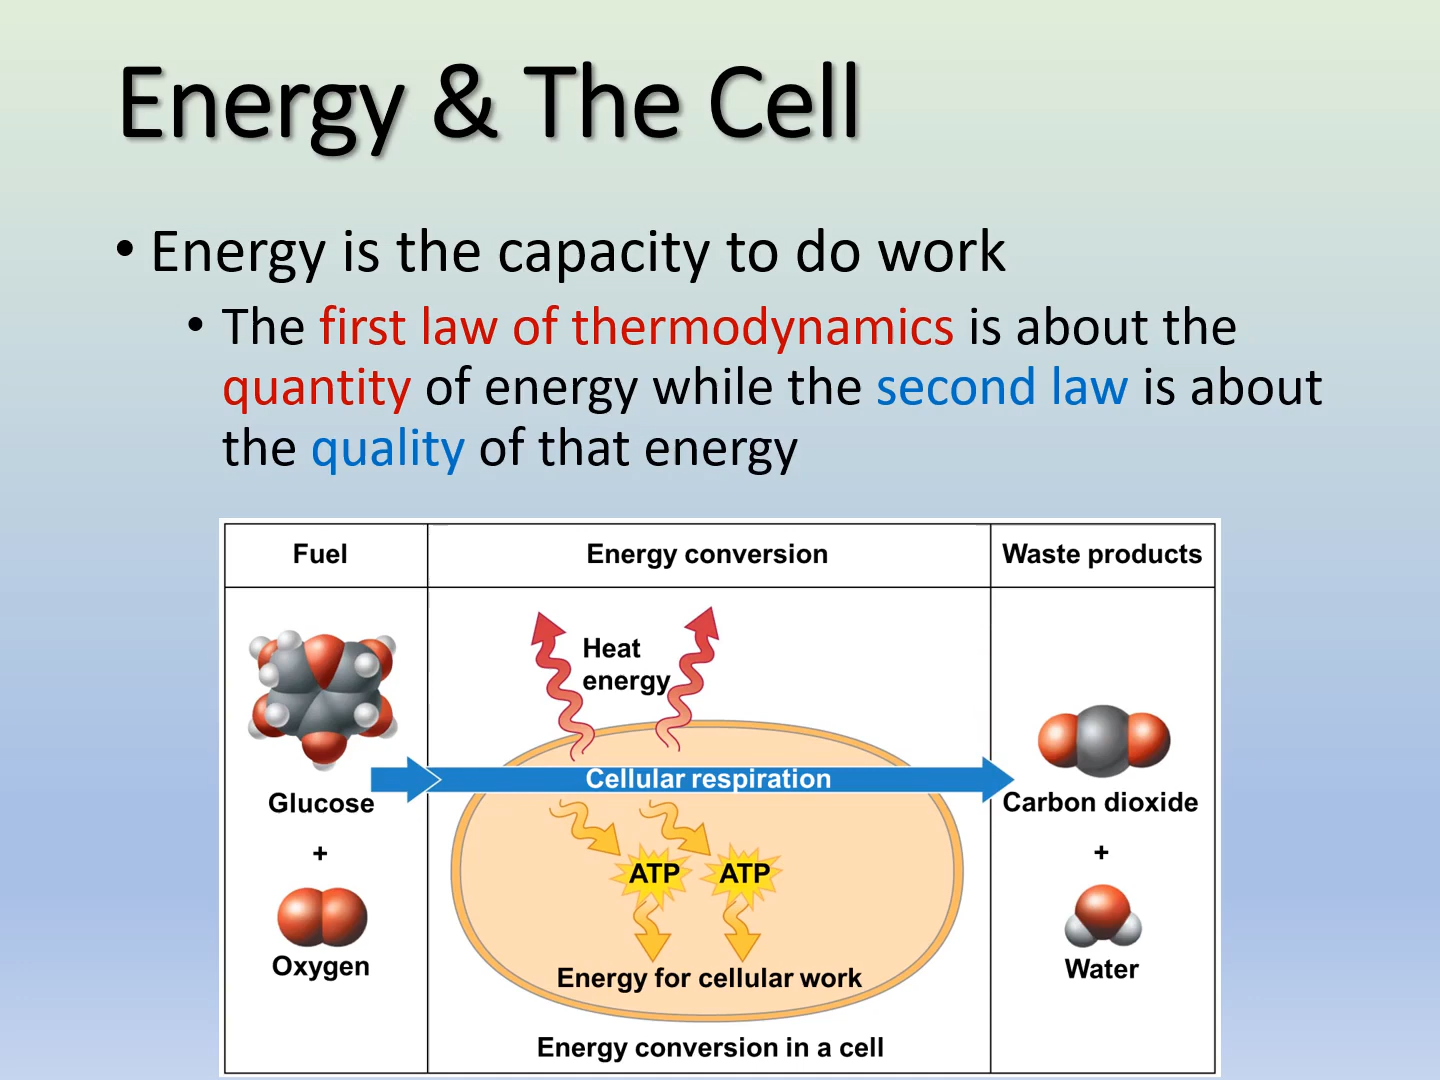 Energy & The Cell
• Energy is the capacity to do work
• The first law of thermodynamics is about the
quantity of energy while the second law is about
the quality of that energy
Fuel
Energy conversion
Waste products
Heat
energy
Cellular respiration
Glucose
+
Oxygen
ATP
ATP
Energy for cellular work
Energy conversion in a cell
Carbon dioxide
+
Water